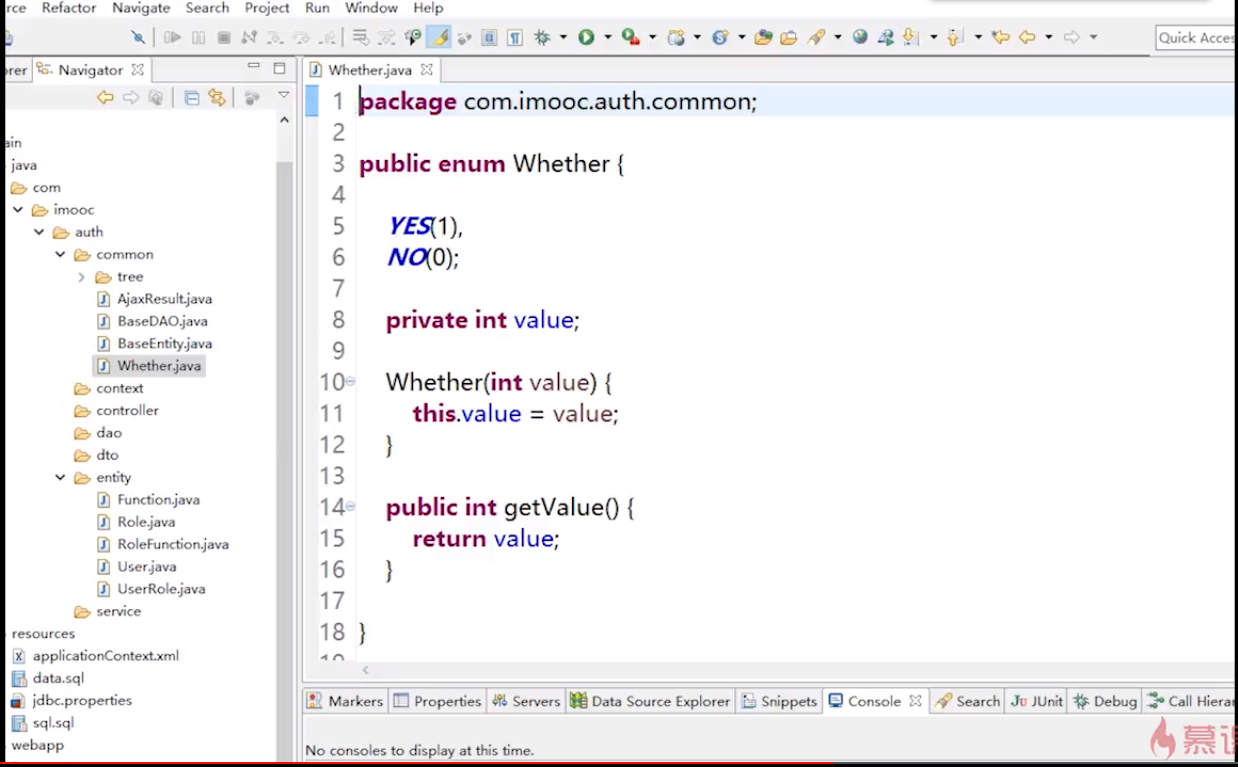 rce Refactor Navigate Search Project Run Window Help
Quick Acces
rer Navigator
Whether.java
ain
java
com
imooc
auth
common
tree
AjaxResult.java
BaseDAO.java
BaseEntity.java
Whether.java
context
controller
dao
dto
entity
Function.java
Role.java
RoleFunction.java
User.java
UserRole.java
service
resources
applicationContext.xml
data.sql
jdbc.properties
sql.sql
webapp
1 package com.imooc.auth.common;
2
3 public enum Whether {
4
5 YES(1),
6 NO(0);
7
8 private int value;
9
10 Whether(int value) {
11 this.value = value;
12 }
13
14 public int getValue() {
15 return value;
16 }
17
18 }
Markers Properties Servers Data Source Explorer Snippets Console Search JUnit Debug Call Hierar
No consoles to display at this time.
慕